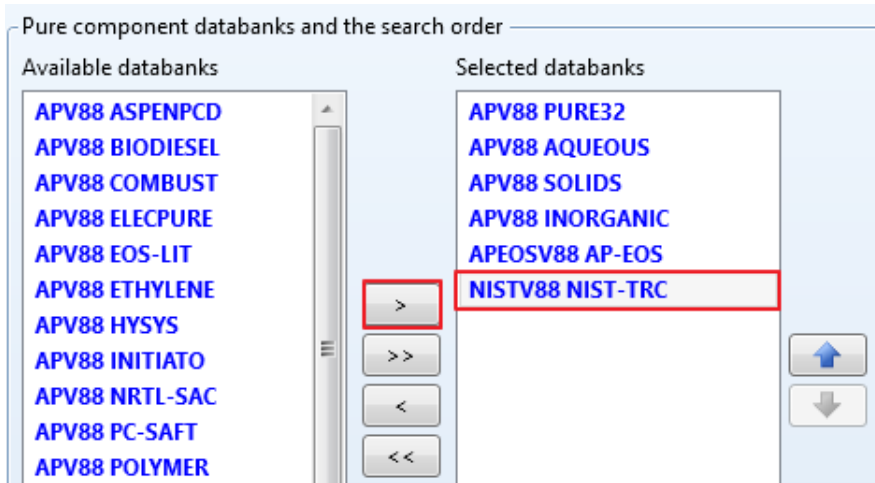 Pure component databanks and the search order
Available databanks
APV88 ASPENPCD
APV88 BIODIESEL
APV88 COMBUST
APV88 ELECPURE
APV88 EOS-LIT
APV88 ETHYLENE
APV88 HYSYS
APV88 INITIATO
APV88 NRTL-SAC
APV88 PC-SAFT
APV88 POLYMER
>
>>
<
<<
Selected databanks
APV88 PURE32
APV88 AQUEOUS
APV88 SOLIDS
APV88 INORGANIC
APEOSV88 AP-EOS
NISTV88 NIST-TRC